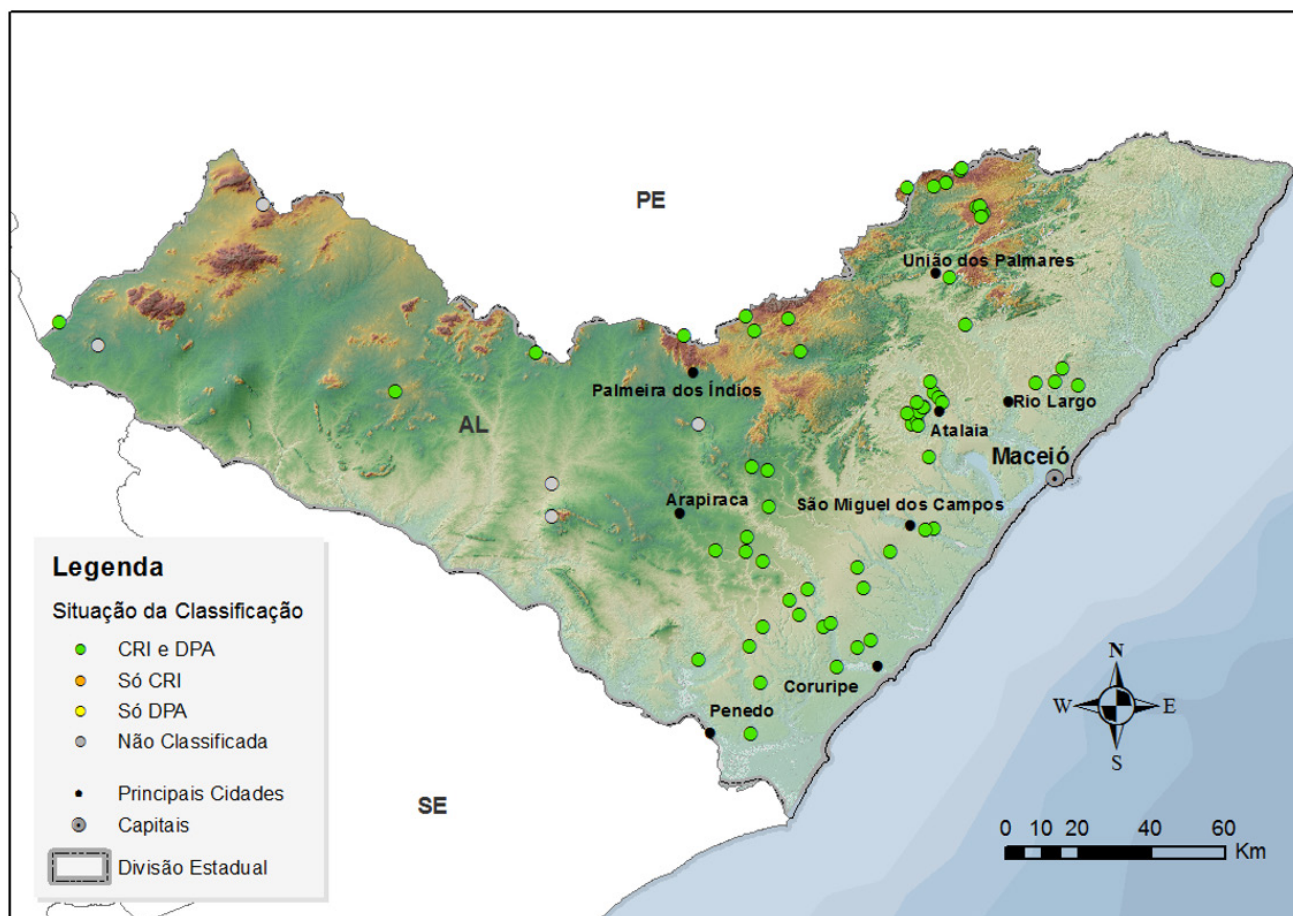 PE
União dos Palmares
Palmeira dos Índios
Rio Largo
AL
Atalaia
Maceió
Arapiraca
São Miguel dos Campos
Coruripe
Penedo
SE
Legenda
Situação da Classificação
CRI e DPA
Só CRI
Só DPA
Não Classificada
Principais Cidades
Capitais
Divisão Estadual
N
W
E
S
0 10 20 40 60
Km